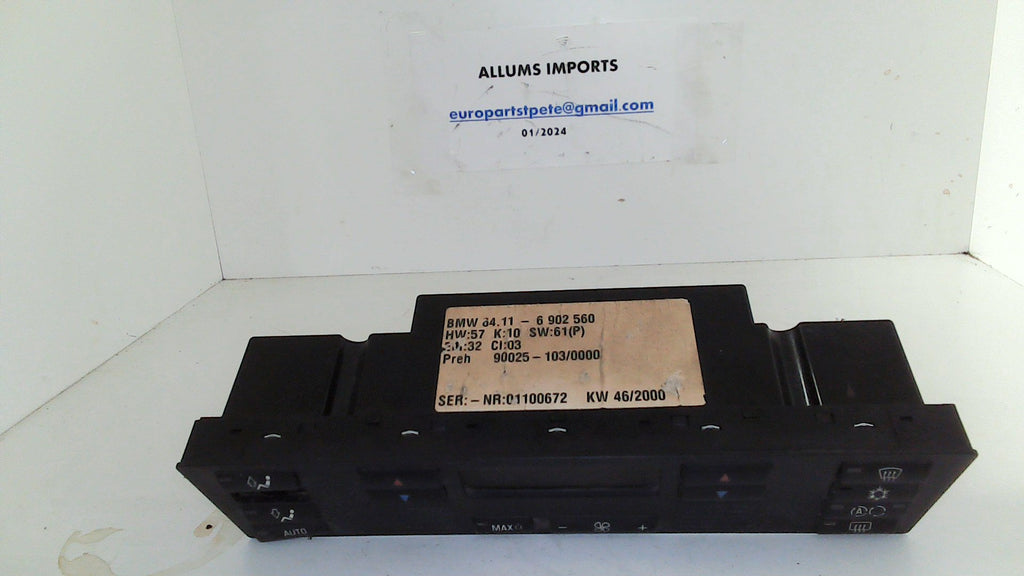 ALLUMS IMPORTS
europartstpete@gmail.com
01/2024
BMW 64.11 - 6 902 560
HW:57 K:10 SW:61(P)
:32 CI:03
Preh 90025-103/0000
SER:-NR:01100672 KW 46/2000
AUTO
MAX
- +
A